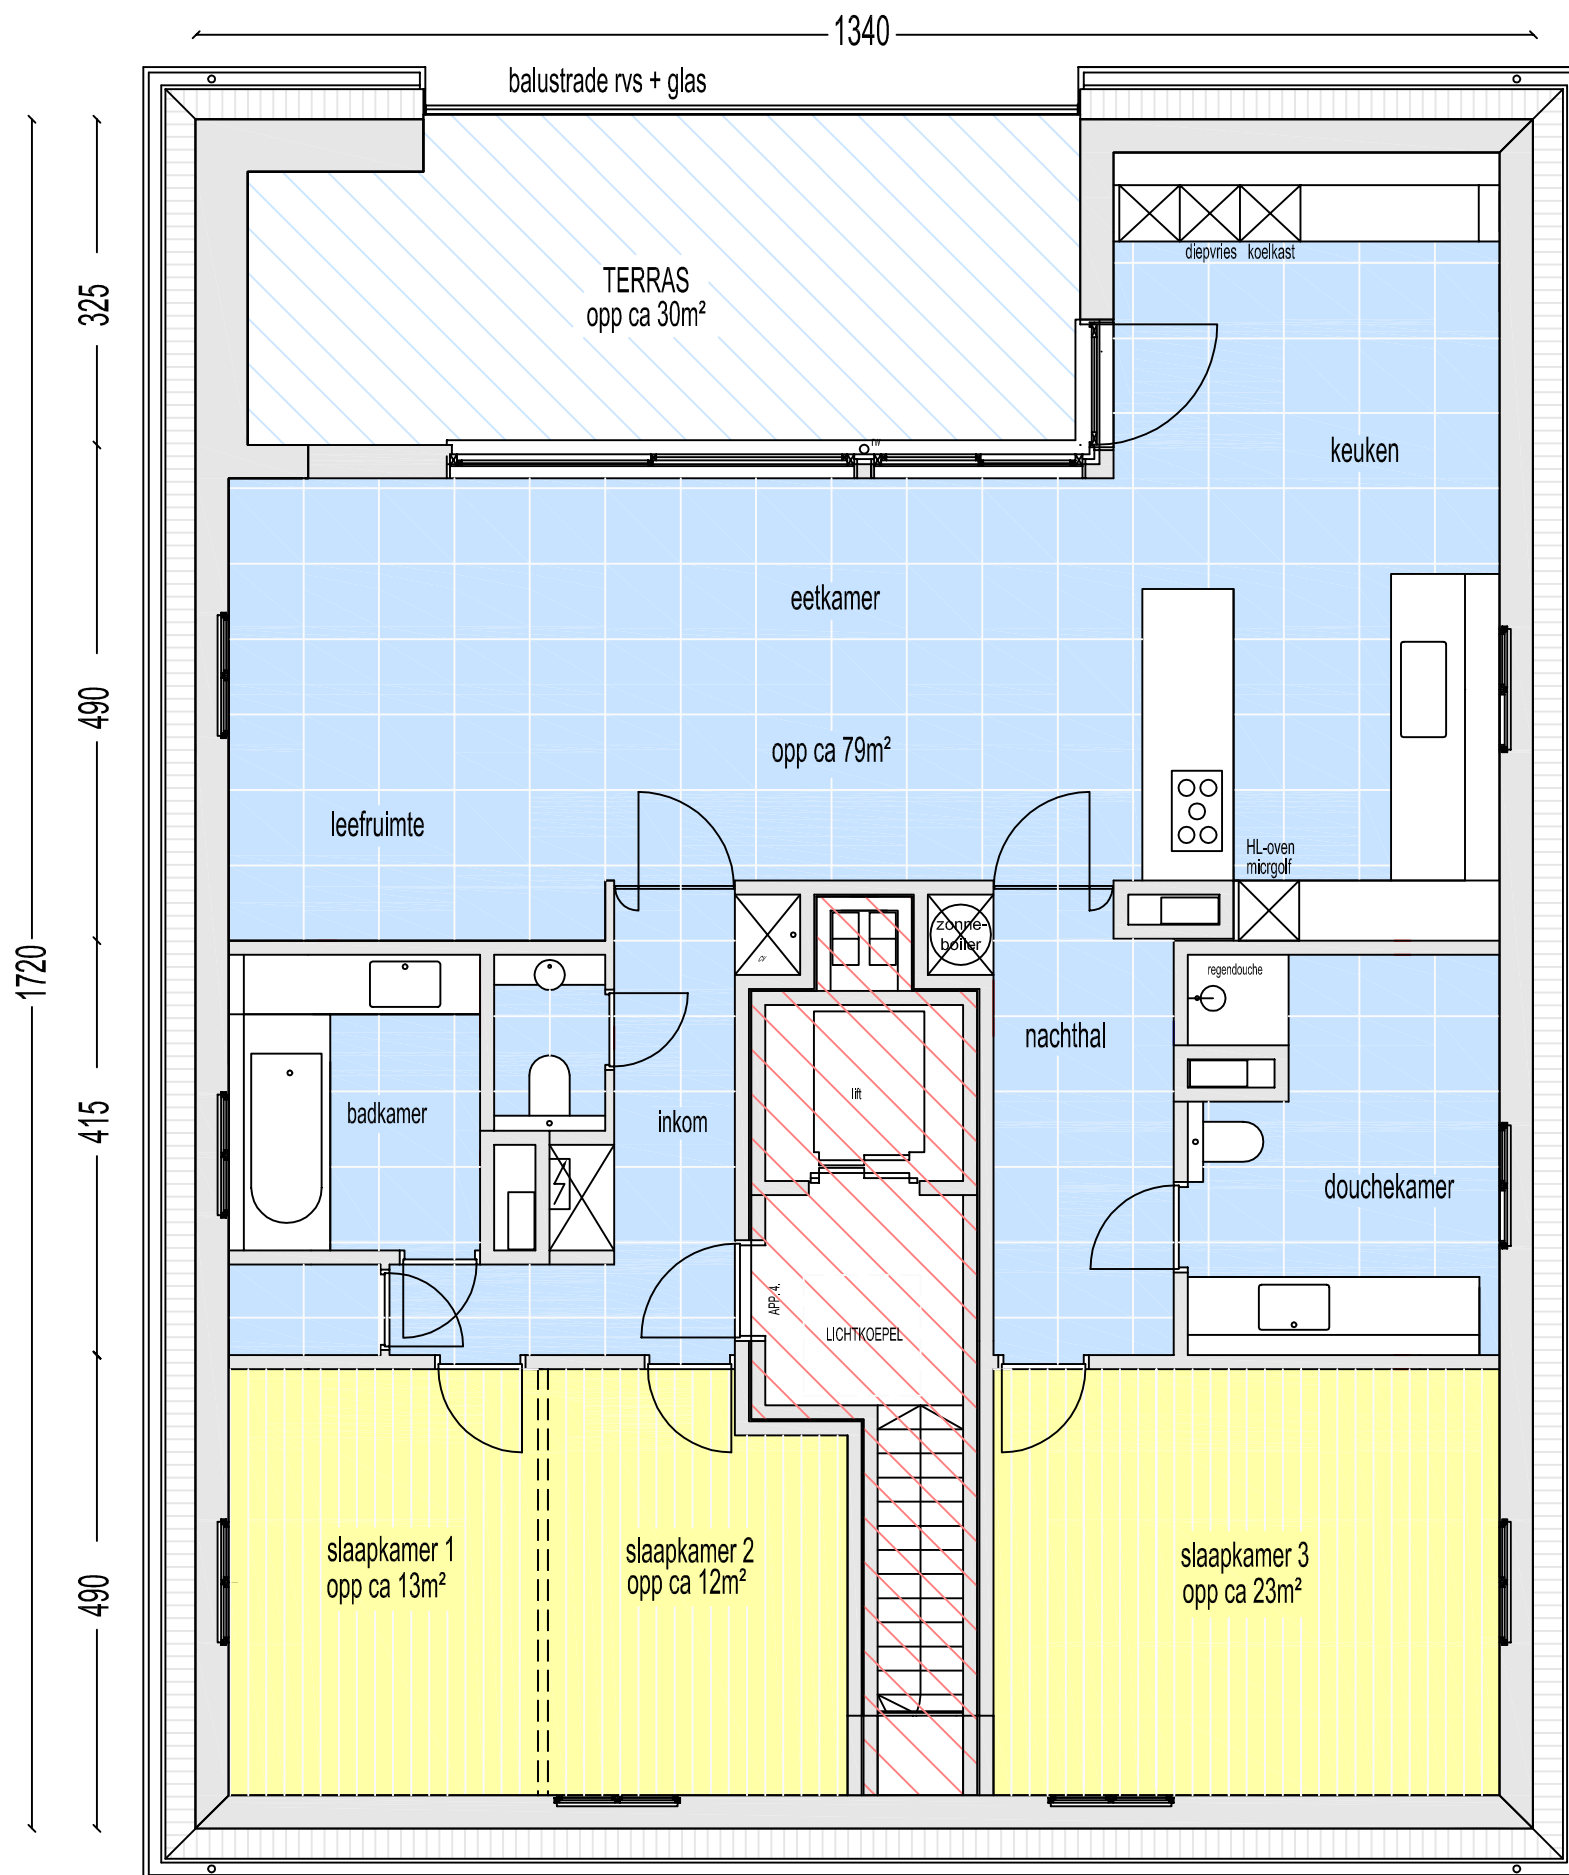 1340
balustrade rvs + glas
diepvries koelkast
TERRAS
opp ca 30m²
325
rw
keuken
eetkamer
490
opp ca 79m²
leefruimte
HL-oven
micrgolf
1720
cv
zonne-
boiler
regendouche
nachthal
415
badkamer
inkom
lift
douchekamer
APP.4.
LICHTKOEPEL
490
slaapkamer 1
opp ca 13m²
slaapkamer 2
opp ca 12m²
slaapkamer 3
opp ca 23m²